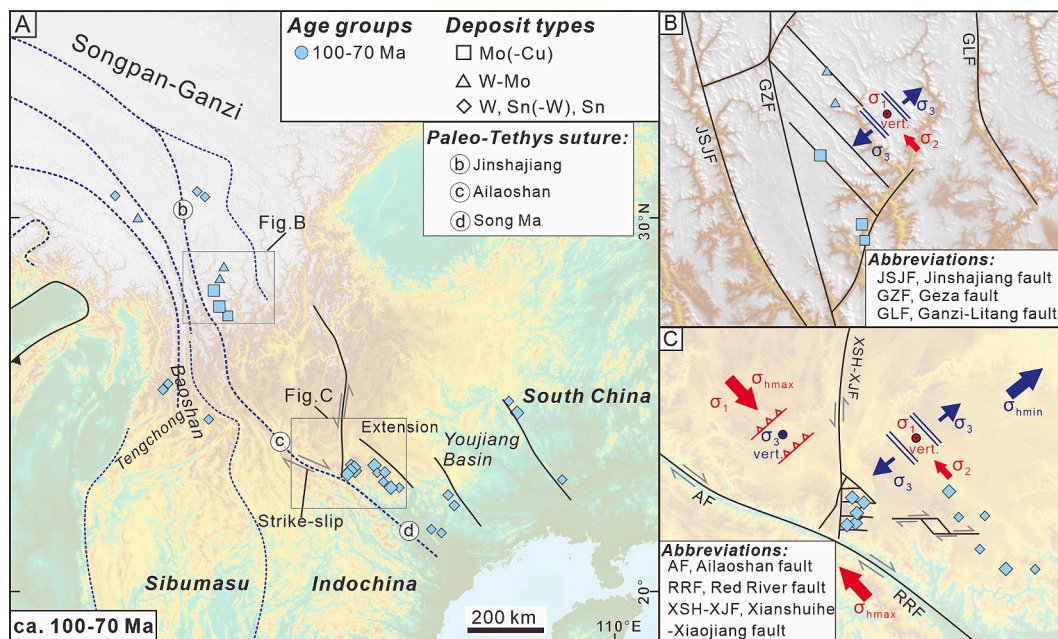 A
Songpan-Ganzi
Age groups
100-70 Ma
Deposit types
Mo(-Cu)
W-Mo
W, Sn(-W), Sn
Paleo-Tethys suture:
b Jinshajiang
c Ailaoshan
d Song Ma
b
Fig.B
30°N
Baoshan
Tengchong
Fig.C
Extension
South China
Youjiang
Basin
c
Strike-slip
d
Sibumasu
Indochina
ca. 100-70 Ma
200 km
110°E
20°
B
JSJF
GZF
GLF
σ1
vert.
σ3
σ3
σ2
Abbreviations:
JSJF, Jinshajiang fault
GZF, Geza fault
GLF, Ganzi-Litang fault
C
XSH-XJF
σhmax
σ1
σ3
vert.
σhmin
σ3
σ1
vert.
σ3
σ2
AF
RRF
σhmax
Abbreviations:
AF, Ailaoshan fault
RRF, Red River fault
XSH-XJF, Xianshuihe
-Xiaojiang fault